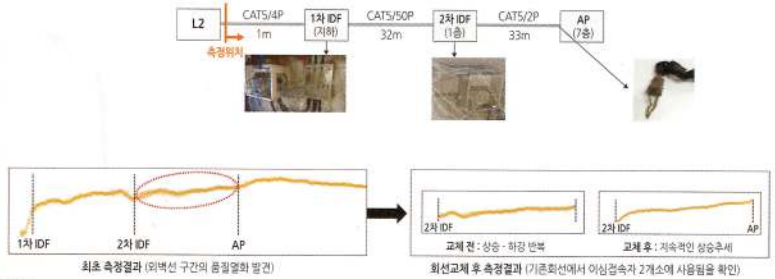 L2
CAT5/4P
1m
측정위치
1차 IDF
(지하)
CAT5/50P
32m
2차 IDF
(1층)
CAT5/2P
33m
AP
(7층)
1차 IDF
2차 IDF
AP
최초 측정결과 (외벽선 구간의 품질열화 발견)
2차 IDF
교체 전 : 상승 - 하강 반복
2차 IDF
AP
교체 후 : 지속적인 상승추세
회선교체 후 측정결과 (기존회선에서 이심접속자 2개소에 사용됨을 확인)